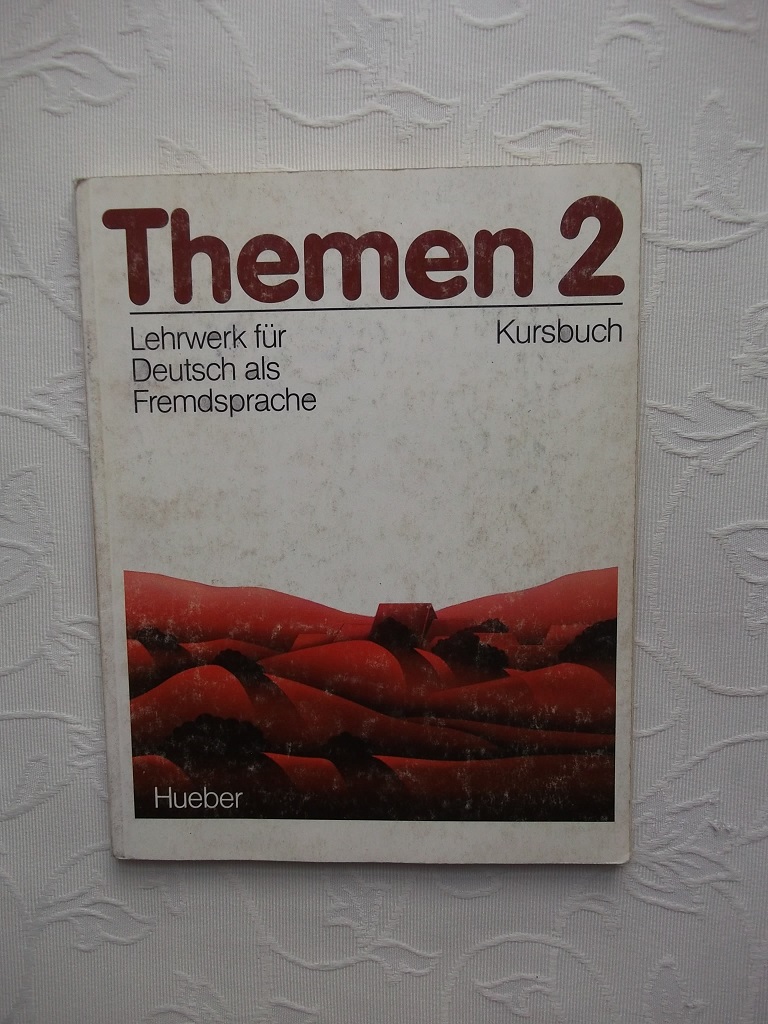 Themen 2
Lehrwerk für
Deutsch als
Fremdsprache
Kursbuch
Hueber